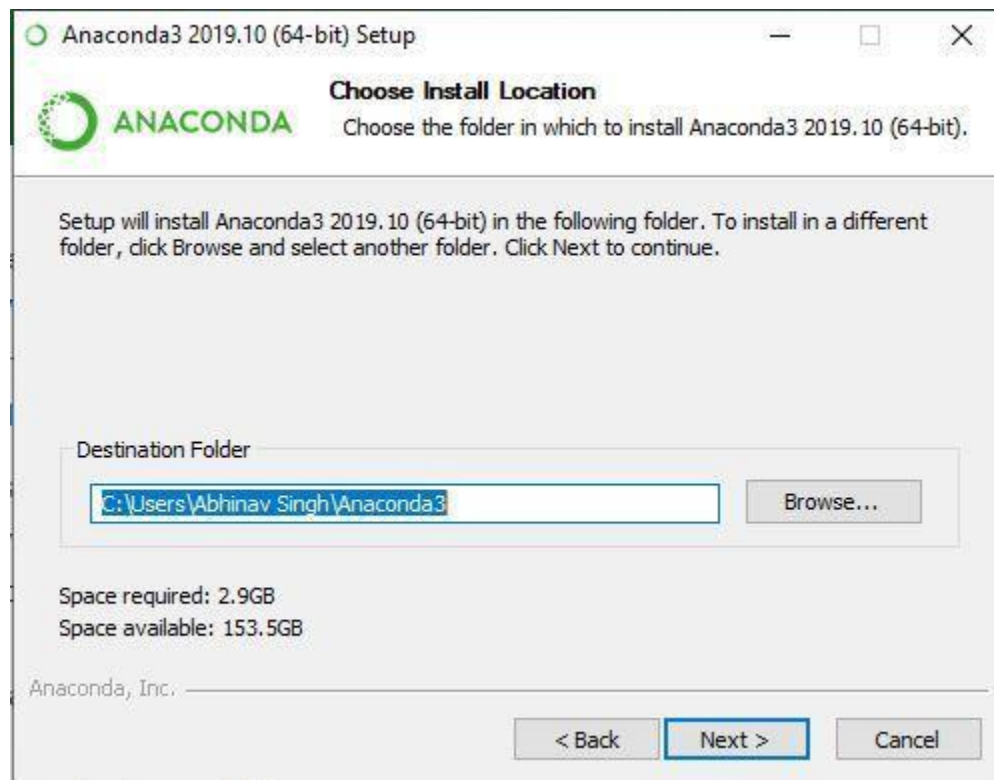 Anaconda3 2019.10 (64-bit) Setup
ANACONDA
Choose Install Location
Choose the folder in which to install Anaconda3 2019.10 (64-bit).
Setup will install Anaconda3 2019.10 (64-bit) in the following folder. To install in a different
folder, click Browse and select another folder. Click Next to continue.
Destination Folder
C:\Users\Abhinav Singh\Anaconda3
Browse...
Space required: 2.9GB
Space available: 153.5GB
Anaconda, Inc.
< Back
Next >
Cancel